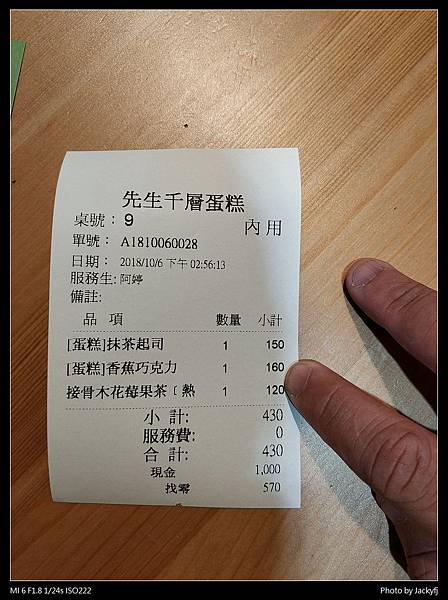 先生千層蛋糕
桌號： 9
內用
單號： A1810060028
日期： 2018/10/6 下午 02:56:13
服務生: 阿婷
備註:
品 項 數量 小計
[蛋糕]抹茶起司 1 150
[蛋糕]香蕉巧克力 1 160
接骨木花莓果茶〔熱 1 120
小 計: 430
服務費: 0
合 計: 430
現金 1,000
找零 570
MI 6 F1.8 1/24s ISO222
Photo by Jackyfj